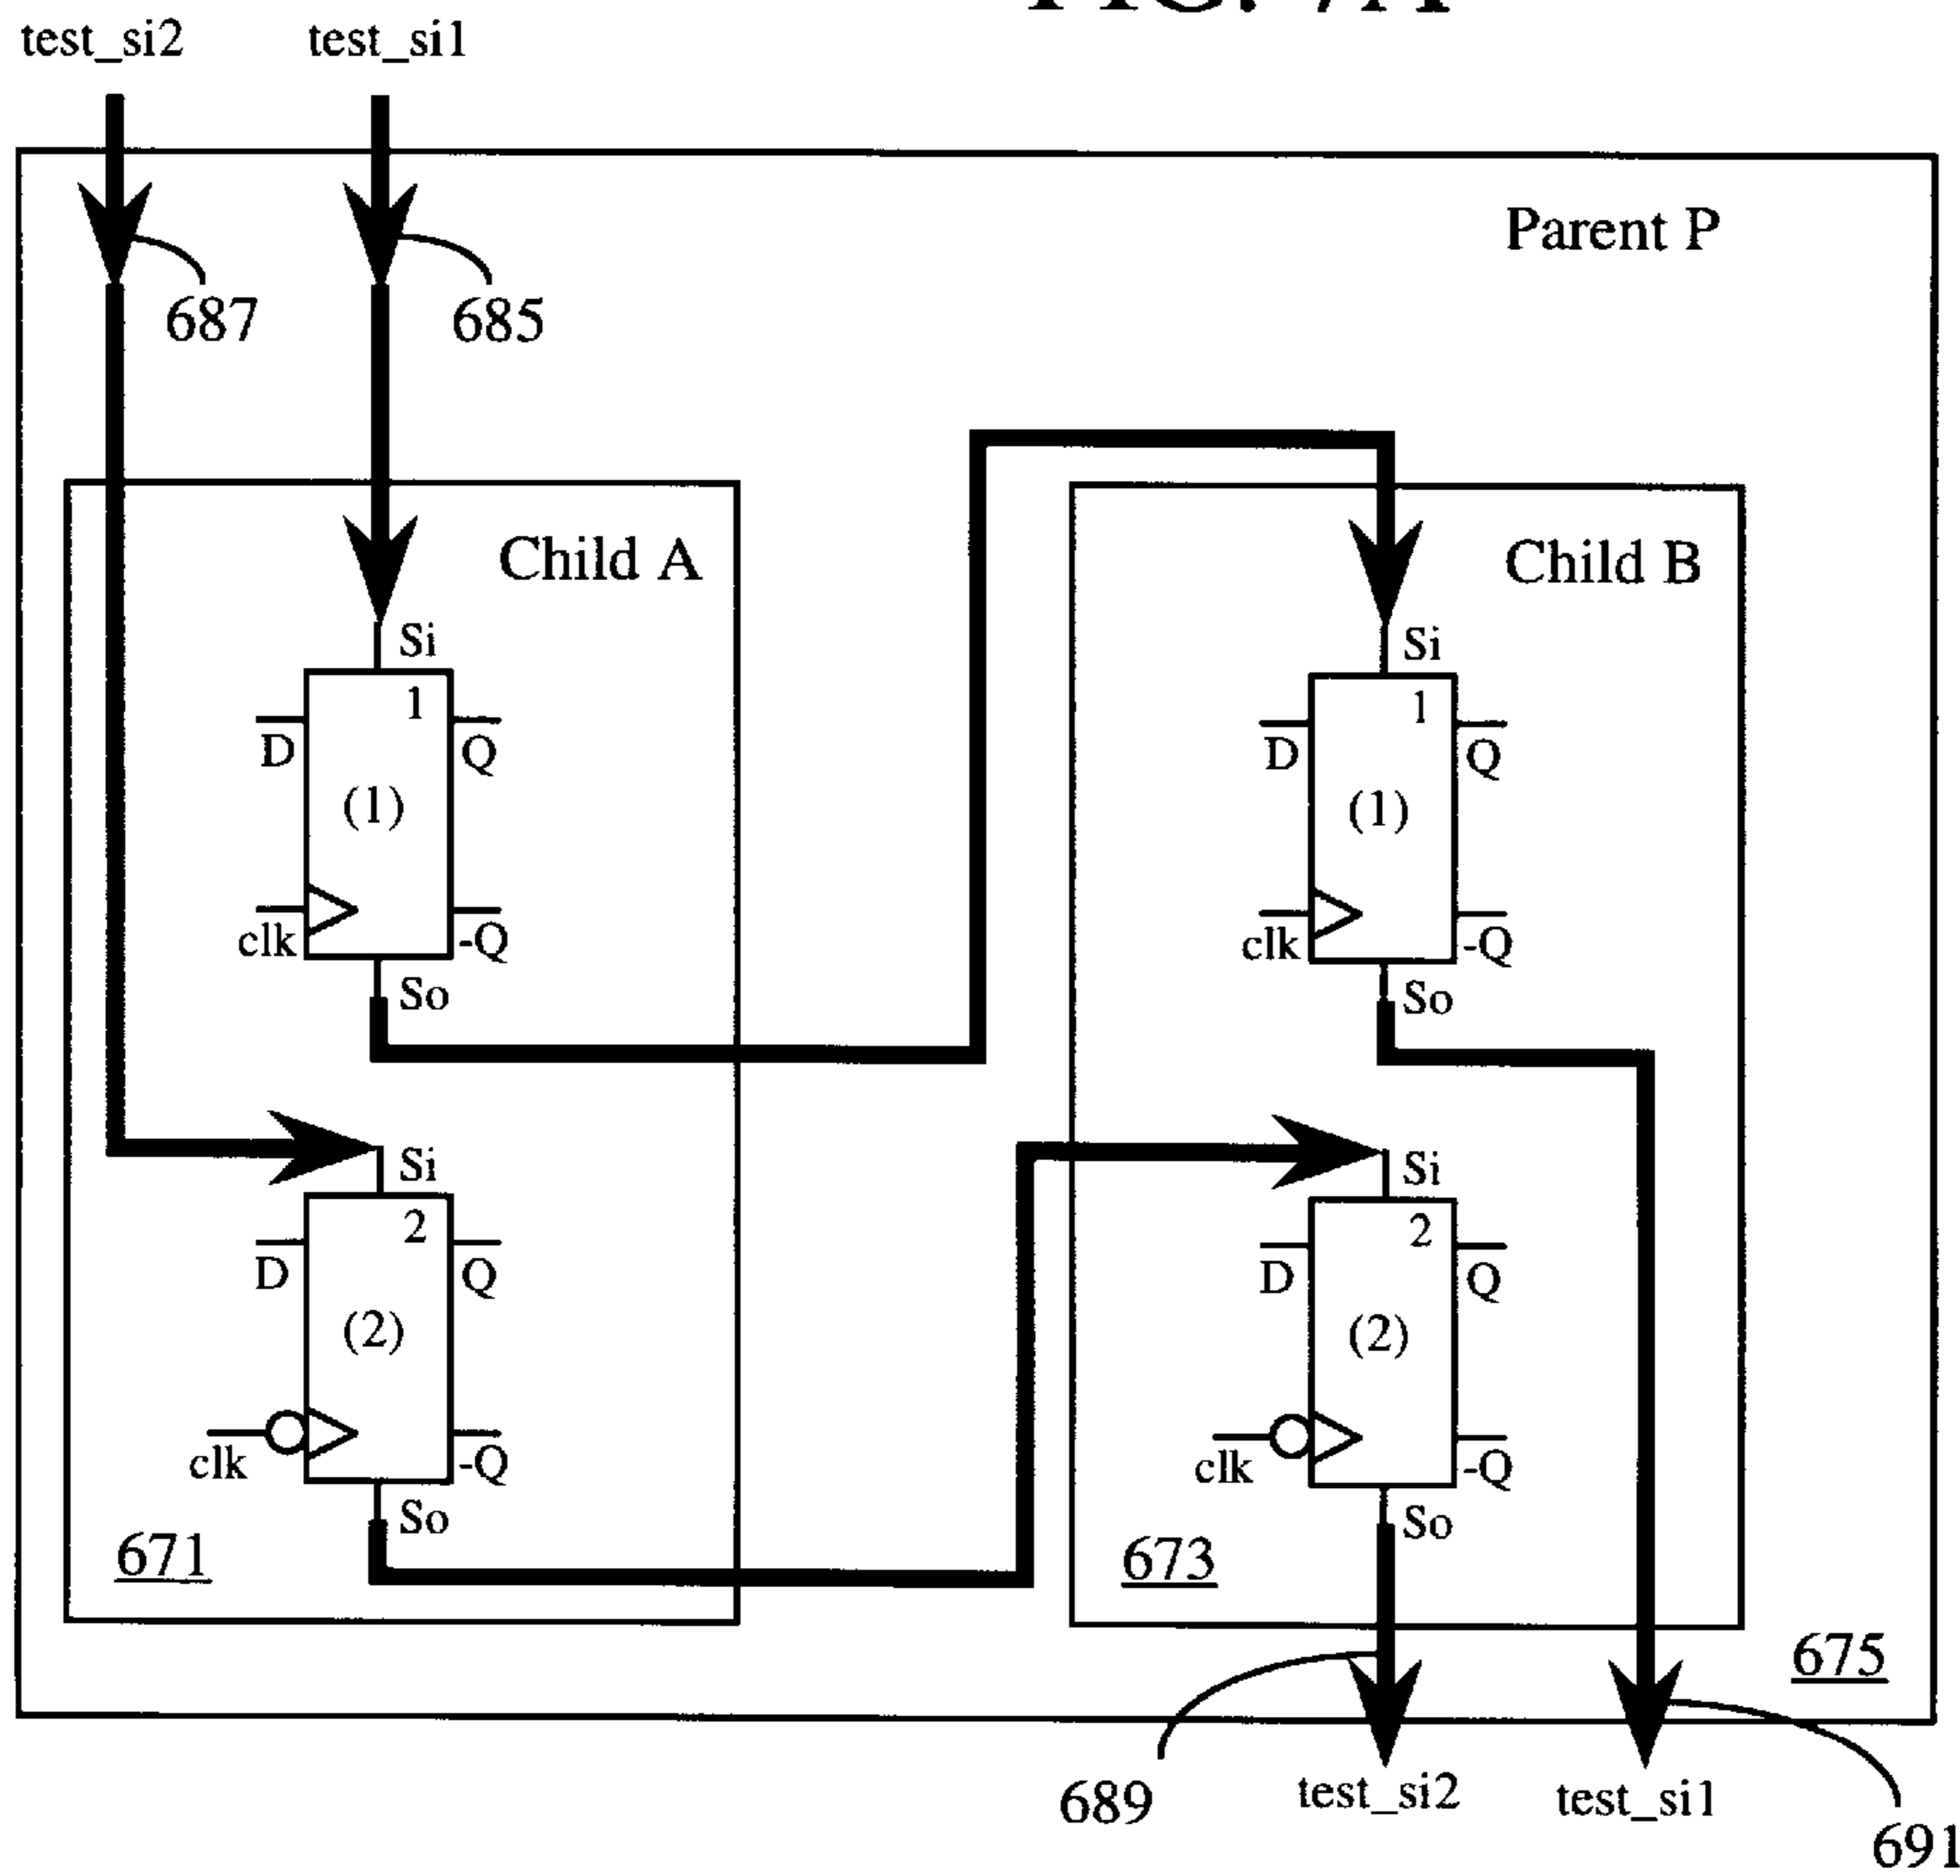 test_si2 test_si1
Parent P
687 685
Child A Child B
Si Si
1 1
D Q D Q
(1) (1)
clk -Q clk -Q
So So
Si Si
2 2
D Q D Q
(2) (2)
clk -Q clk -Q
So So
671 673
675
689 test_si2 test_si1
691